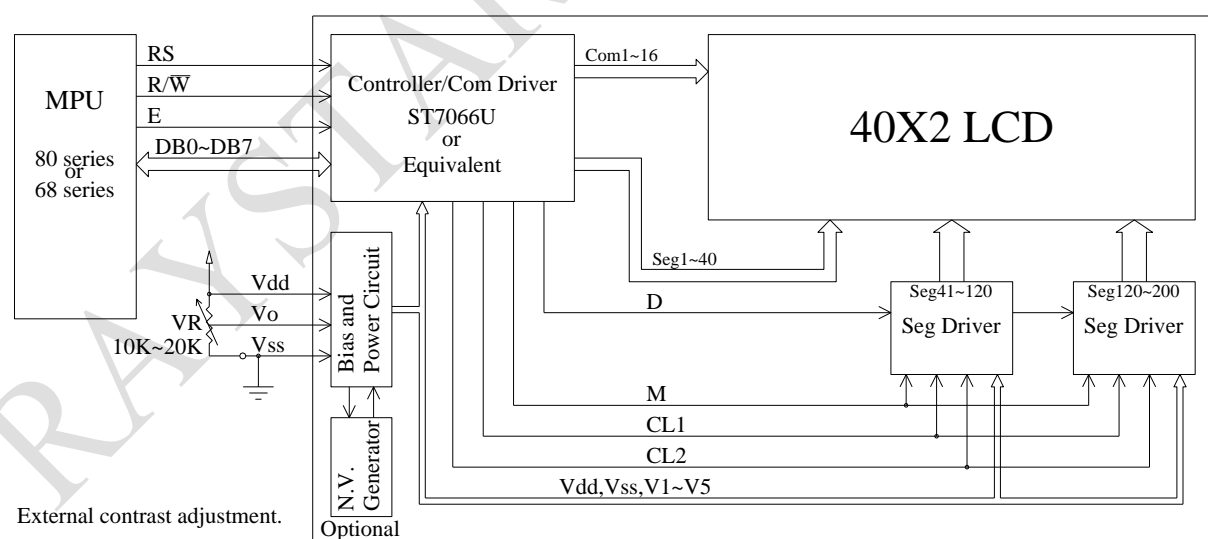 RS
R/W̅
E
DB0~DB7
MPU
80 series
or
68 series
Controller/Com Driver
ST7066U
or
Equivalent
Com1~16
40X2 LCD
Seg1~40
Seg41~120
Seg Driver
Seg120~200
Seg Driver
D
M
CL1
CL2
Vdd,Vss,V1~V5
Vdd
Vo
Vss
VR
10K~20K
Bias and
Power Circuit
N.V.
Generator
Optional
External contrast adjustment.
RAYSTAR